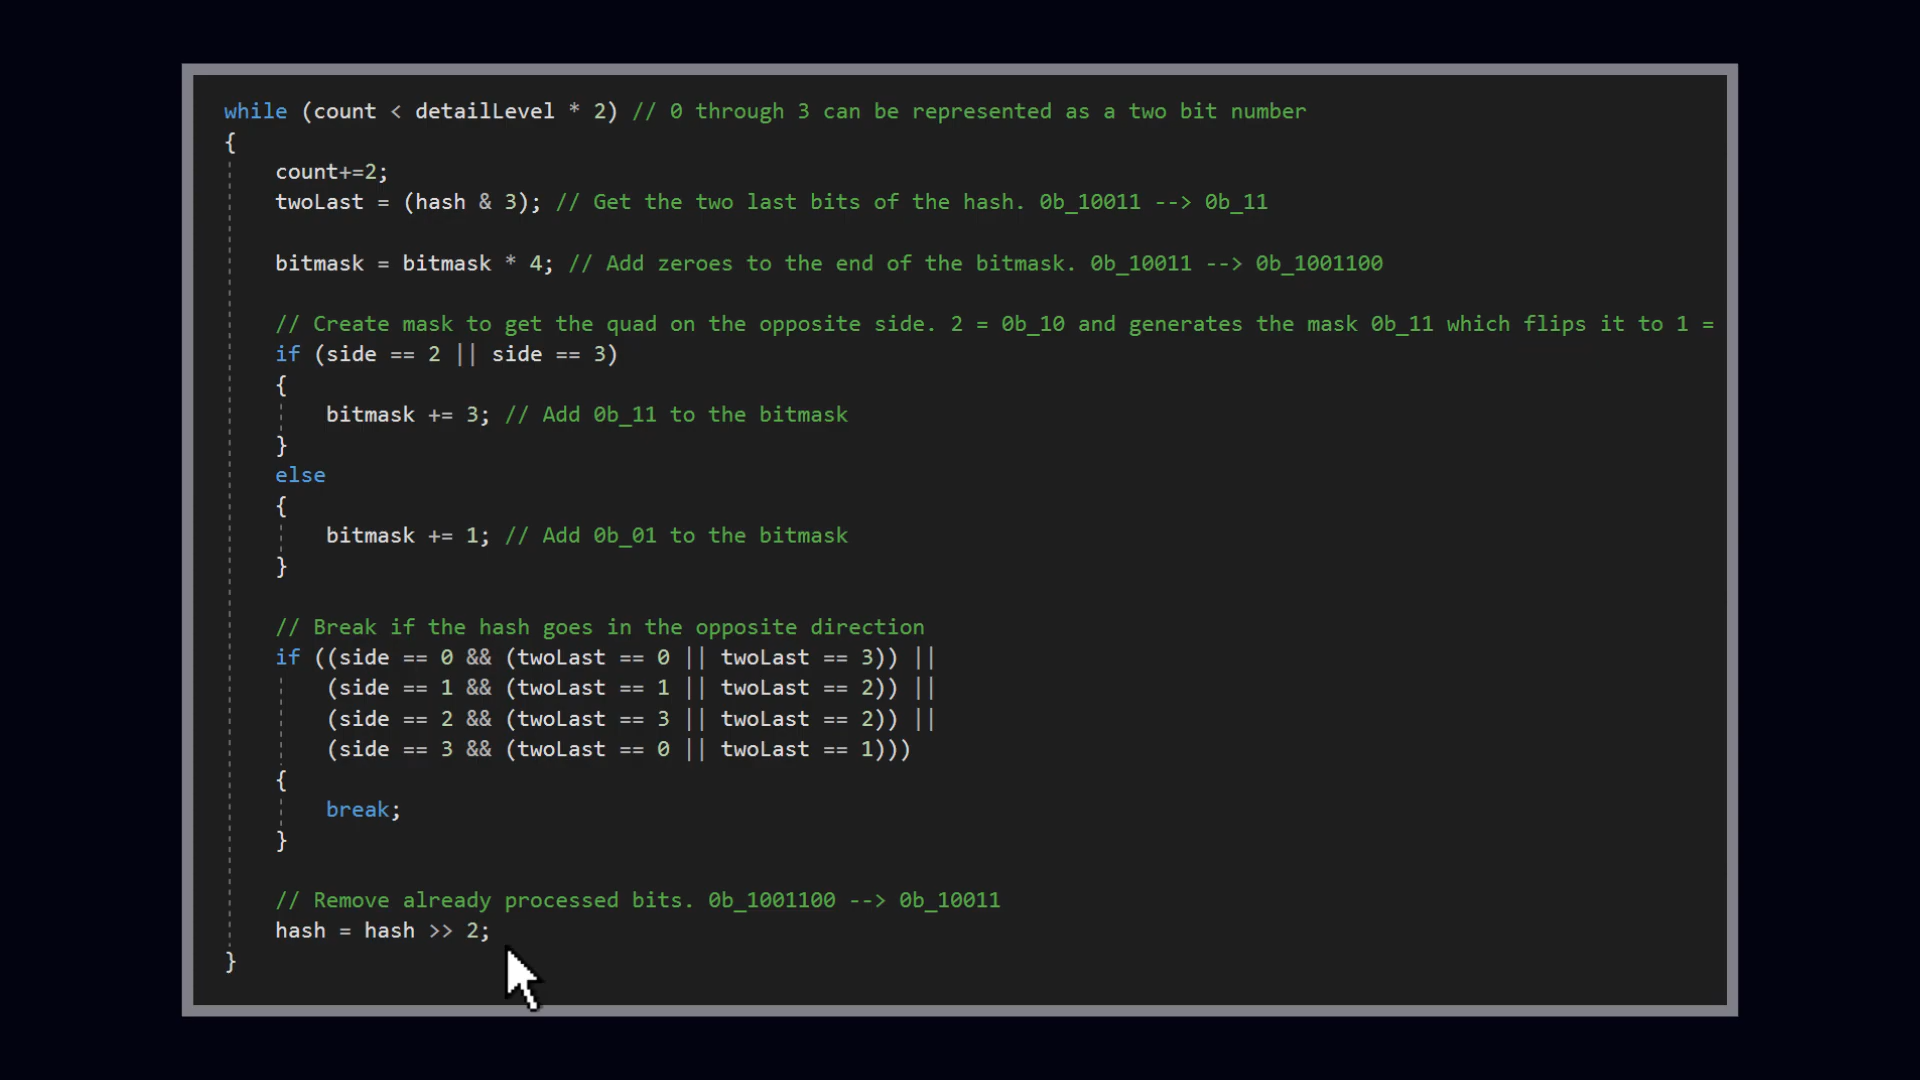 while (count < detailLevel * 2) // 0 through 3 can be represented as a two bit number
{
count+=2;
twoLast = (hash & 3); // Get the two last bits of the hash. 0b_10011 --> 0b_11
bitmask = bitmask * 4; // Add zeroes to the end of the bitmask. 0b_10011 --> 0b_1001100
// Create mask to get the quad on the opposite side. 2 = 0b_10 and generates the mask 0b_11 which flips it to 1 =
if (side == 2 || side == 3)
{
bitmask += 3; // Add 0b_11 to the bitmask
}
else
{
bitmask += 1; // Add 0b_01 to the bitmask
}
// Break if the hash goes in the opposite direction
if ((side == 0 && (twoLast == 0 || twoLast == 3)) ||
(side == 1 && (twoLast == 1 || twoLast == 2)) ||
(side == 2 && (twoLast == 3 || twoLast == 2)) ||
(side == 3 && (twoLast == 0 || twoLast == 1)))
{
break;
}
// Remove already processed bits. 0b_1001100 --> 0b_10011
hash = hash >> 2;
}